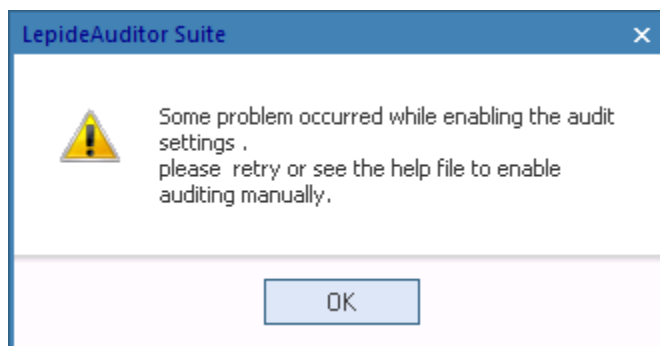 LepideAuditor Suite
Some problem occurred while enabling the audit
settings .
please  retry or see the help file to enable
auditing manually.
OK